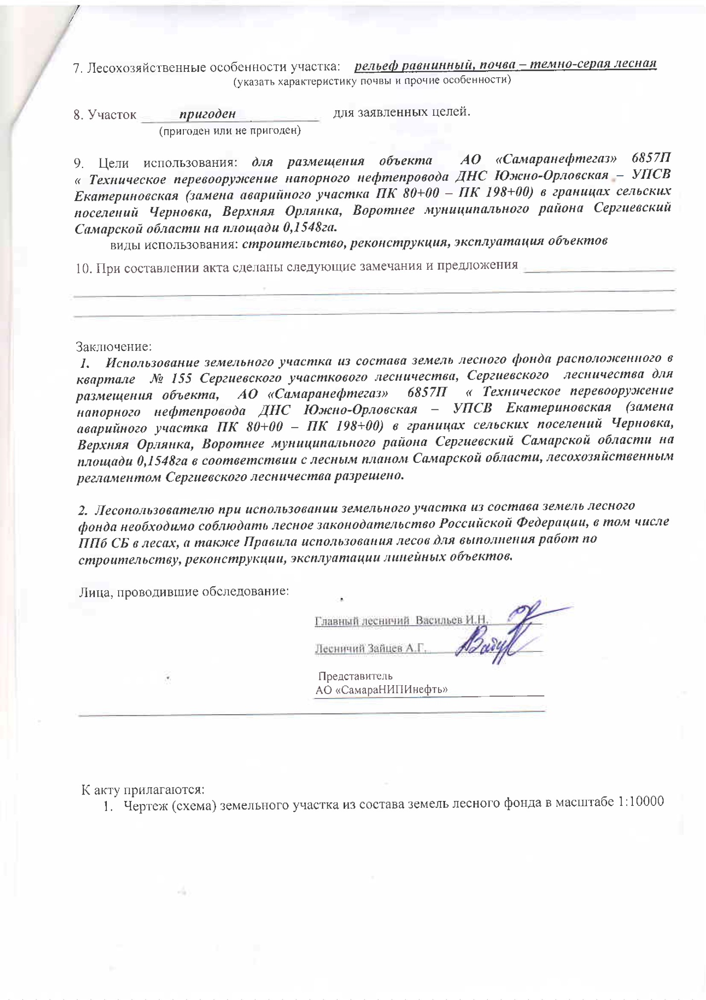 7. Лесохозяйственные особенности участка: рельеф равнинный, почва – темно-серая лесная
(указать характеристику почвы и прочие особенности)
8. Участок пригоден для заявленных целей.
(пригоден или не пригоден)
9. Цели использования: для размещения объекта АО «Самаранефтегаз» 6857П
« Техническое перевооружение напорного нефтепровода ДНС Южно-Орловская – УПСВ
Екатериновская (замена аварийного участка ПК 80+00 – ПК 198+00) в границах сельских
поселений Черновка, Верхняя Орлянка, Воротнее муниципального района Сергиевский
Самарской области на площади 0,1548га.
виды использования: строительство, реконструкция, эксплуатация объектов
10. При составлении акта сделаны следующие замечания и предложения
Заключение:
1. Использование земельного участка из состава земель лесного фонда расположенного в
квартале № 155 Сергиевского участкового лесничества, Сергиевского лесничества для
размещения объекта, АО «Самаранефтегаз» 6857П « Техническое перевооружение
напорного нефтепровода ДНС Южно-Орловская – УПСВ Екатериновская (замена
аварийного участка ПК 80+00 – ПК 198+00) в границах сельских поселений Черновка,
Верхняя Орлянка, Воротнее муниципального района Сергиевский Самарской области на
площади 0,1548га в соответствии с лесным планом Самарской области, лесохозяйственным
регламентом Сергиевского лесничества разрешено.
2. Лесопользователю при использовании земельного участка из состава земель лесного
фонда необходимо соблюдать лесное законодательство Российской Федерации, в том числе
ППб СБ в лесах, а также Правила использования лесов для выполнения работ по
строительству, реконструкции, эксплуатации линейных объектов.
Лица, проводившие обследование:
Главный лесничий Васильев И.Н.
Лесничий Зайцев А.Г.
Представитель
АО «СамараНИПИнефть»
К акту прилагаются:
1. Чертеж (схема) земельного участка из состава земель лесного фонда в масштабе 1:10000